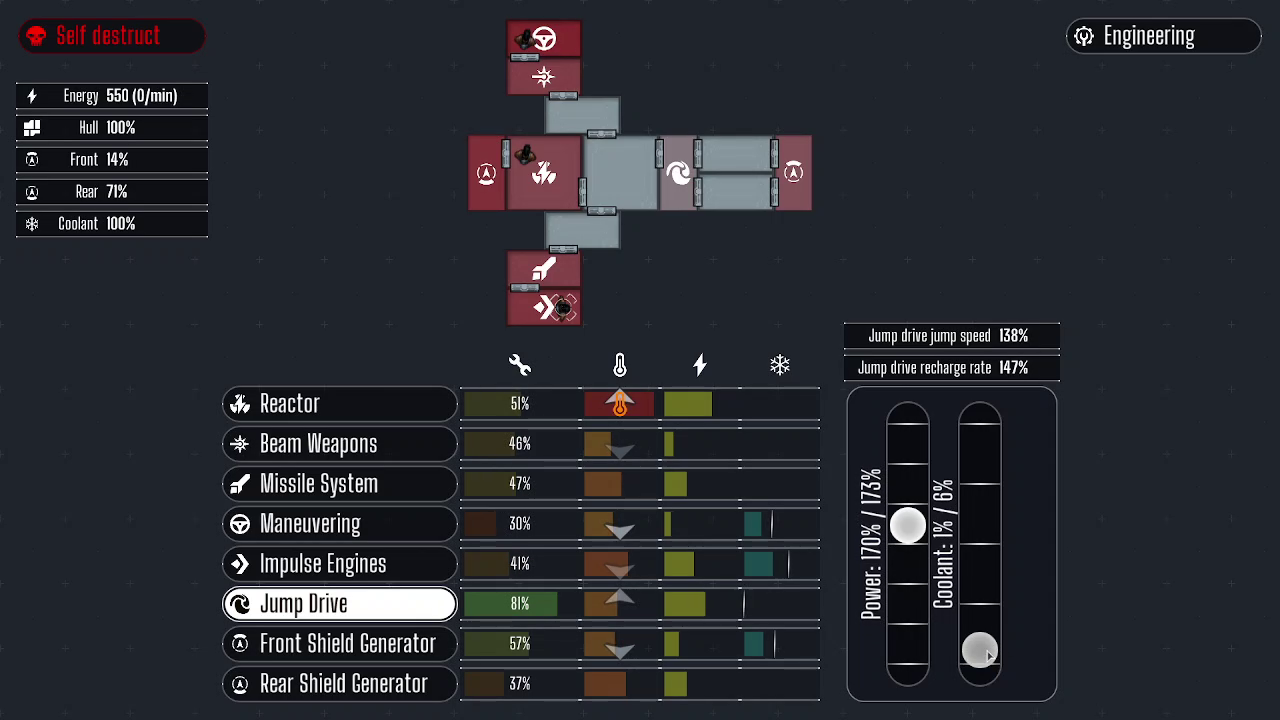 Self destruct
Engineering
Energy 550 (0/min)
Hull 100%
Front 14%
Rear 71%
Coolant 100%
Jump drive jump speed 138%
Jump drive recharge rate 147%
Reactor 51%
Beam Weapons 46%
Missile System 47%
Maneuvering 30%
Impulse Engines 41%
Jump Drive 81%
Front Shield Generator 57%
Rear Shield Generator 37%
Power: 170% / 173%
Coolant: 1% / 6%